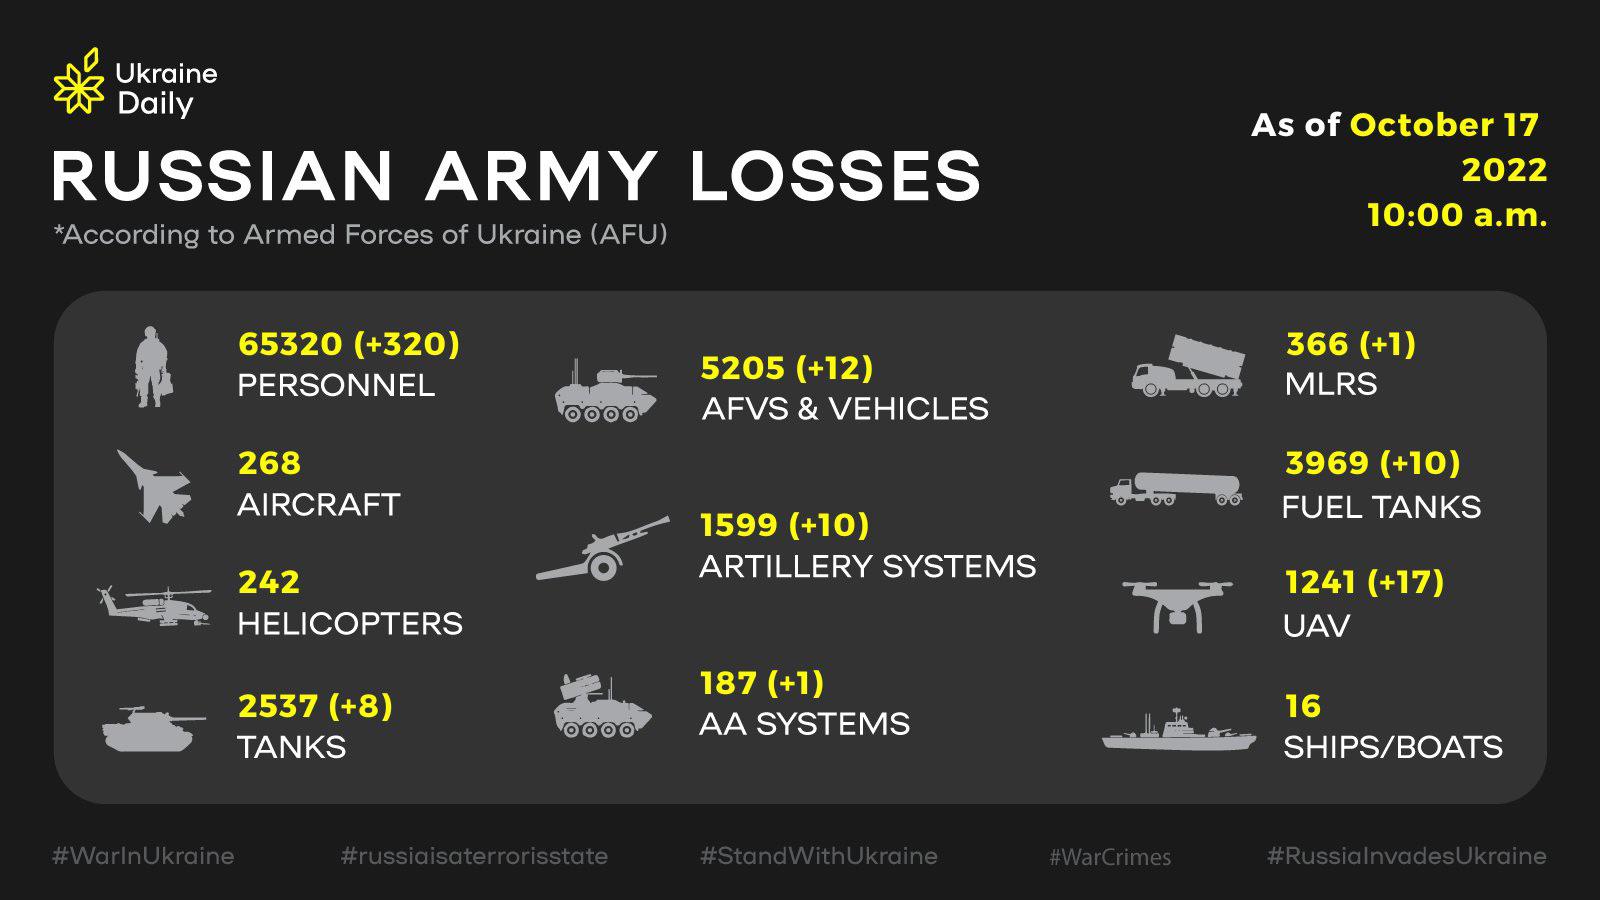 Ukraine
Daily
RUSSIAN ARMY LOSSES
*According to Armed Forces of Ukraine (AFU)
As of October 17
2022
10:00 a.m.
65320 (+320)
PERSONNEL
268
AIRCRAFT
242
HELICOPTERS
2537 (+8)
TANKS
5205 (+12)
AFVS & VEHICLES
1599 (+10)
ARTILLERY SYSTEMS
187 (+1)
AA SYSTEMS
366 (+1)
MLRS
3969 (+10)
FUEL TANKS
1241 (+17)
UAV
16
SHIPS/BOATS
#WarInUkraine
#russiaisaterrorisstate
#StandWithUkraine
#WarCrimes
#RussiaInvadesUkraine